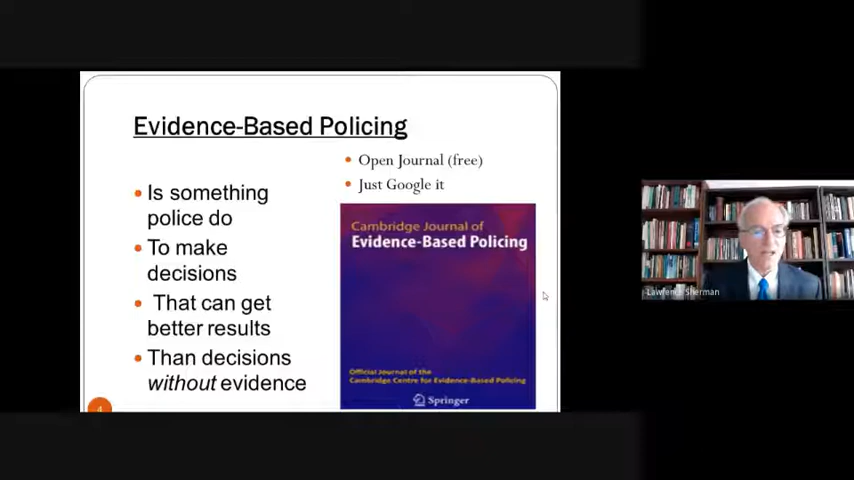 Evidence-Based Policing
Is something
police do
To make
decisions
That can get
better results
Than decisions
without evidence
Open Journal (free)
Just Google it
Cambridge Journal of
Evidence-Based Policing
Official Journal of the
Cambridge Centre for Evidence-Based Policing
Springer
4
Lawrence Sherman